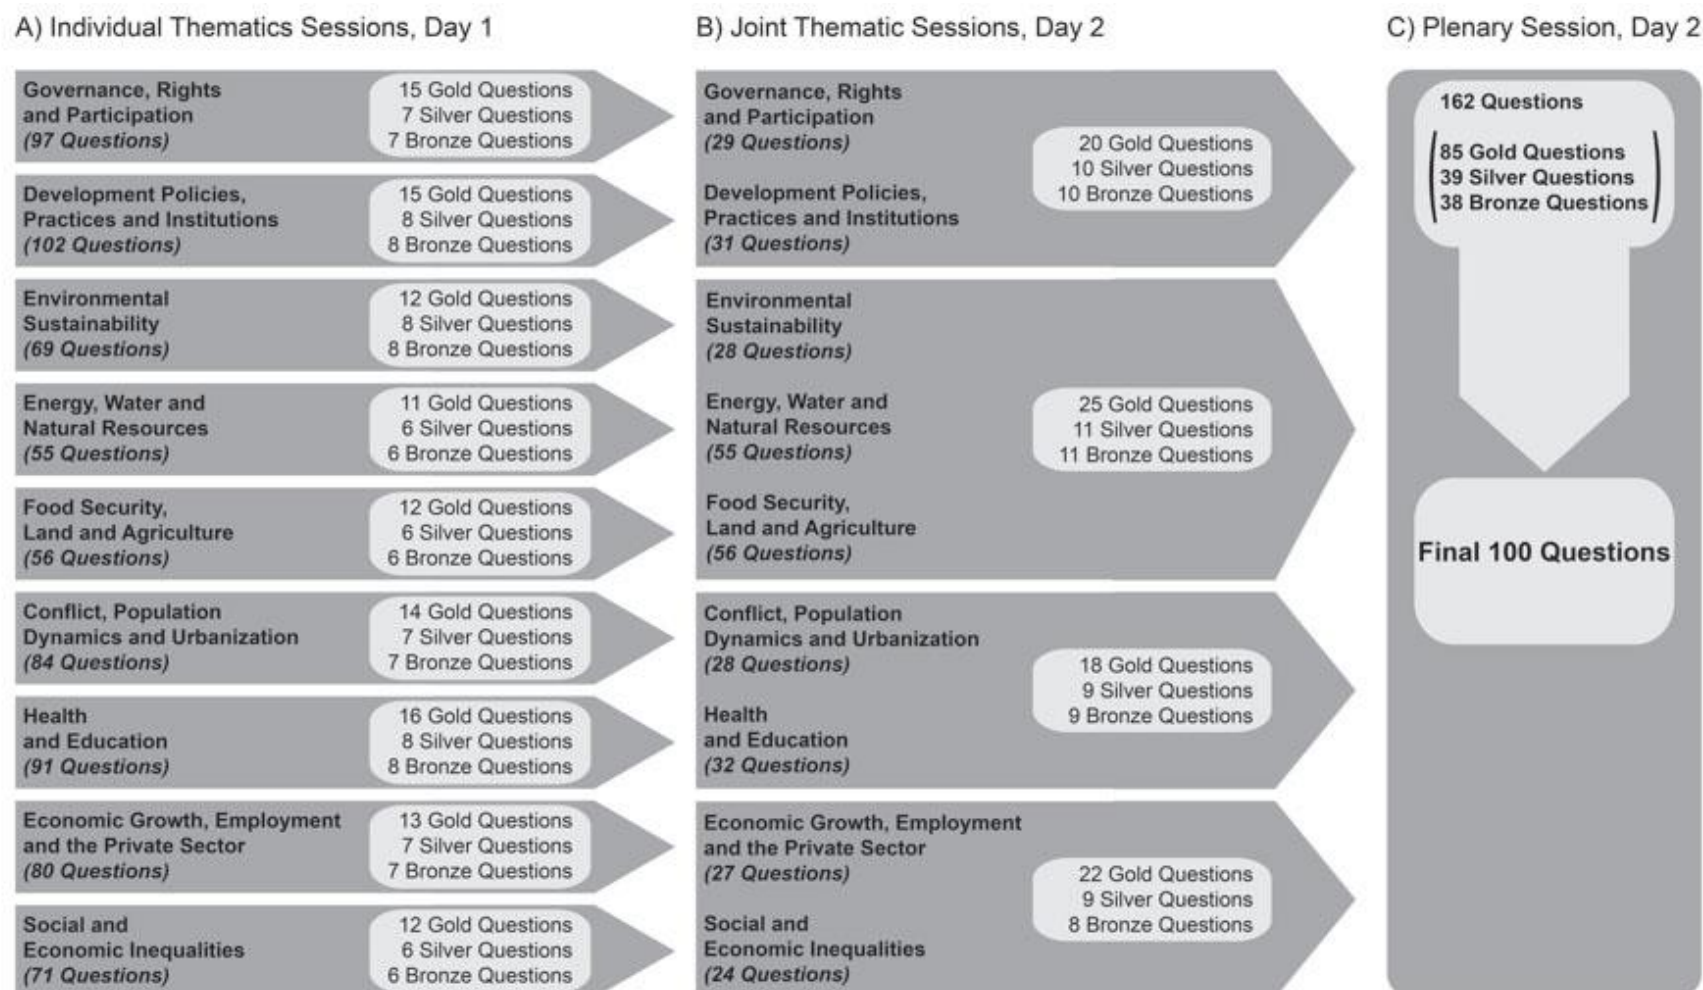 A) Individual Thematics Sessions, Day 1
Governance, Rights
and Participation
(97 Questions)
15 Gold Questions
7 Silver Questions
7 Bronze Questions
Development Policies,
Practices and Institutions
(102 Questions)
15 Gold Questions
8 Silver Questions
8 Bronze Questions
Environmental
Sustainability
(69 Questions)
12 Gold Questions
8 Silver Questions
8 Bronze Questions
Energy, Water and
Natural Resources
(55 Questions)
11 Gold Questions
6 Silver Questions
6 Bronze Questions
Food Security,
Land and Agriculture
(56 Questions)
12 Gold Questions
6 Silver Questions
6 Bronze Questions
Conflict, Population
Dynamics and Urbanization
(84 Questions)
14 Gold Questions
7 Silver Questions
7 Bronze Questions
Health
and Education
(91 Questions)
16 Gold Questions
8 Silver Questions
8 Bronze Questions
Economic Growth, Employment
and the Private Sector
(80 Questions)
13 Gold Questions
7 Silver Questions
7 Bronze Questions
Social and
Economic Inequalities
(71 Questions)
12 Gold Questions
6 Silver Questions
6 Bronze Questions
B) Joint Thematic Sessions, Day 2
Governance, Rights
and Participation
(29 Questions)
Development Policies,
Practices and Institutions
(31 Questions)
20 Gold Questions
10 Silver Questions
10 Bronze Questions
Environmental
Sustainability
(28 Questions)
Energy, Water and
Natural Resources
(55 Questions)
Food Security,
Land and Agriculture
(56 Questions)
25 Gold Questions
11 Silver Questions
11 Bronze Questions
Conflict, Population
Dynamics and Urbanization
(28 Questions)
Health
and Education
(32 Questions)
18 Gold Questions
9 Silver Questions
9 Bronze Questions
Economic Growth, Employment
and the Private Sector
(27 Questions)
Social and
Economic Inequalities
(24 Questions)
22 Gold Questions
9 Silver Questions
8 Bronze Questions
C) Plenary Session, Day 2
162 Questions
85 Gold Questions
39 Silver Questions
38 Bronze Questions
Final 100 Questions